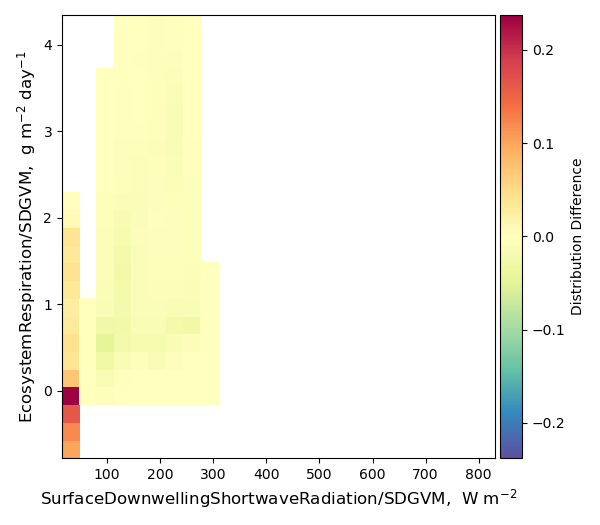 4
3
2
1
0
100 200 300 400 500 600 700 800
EcosystemRespiration/SDGVM, g m⁻² day⁻¹
SurfaceDownwellingShortwaveRadiation/SDGVM, W m⁻²
0.2
0.1
0.0
−0.1
−0.2
Distribution Difference